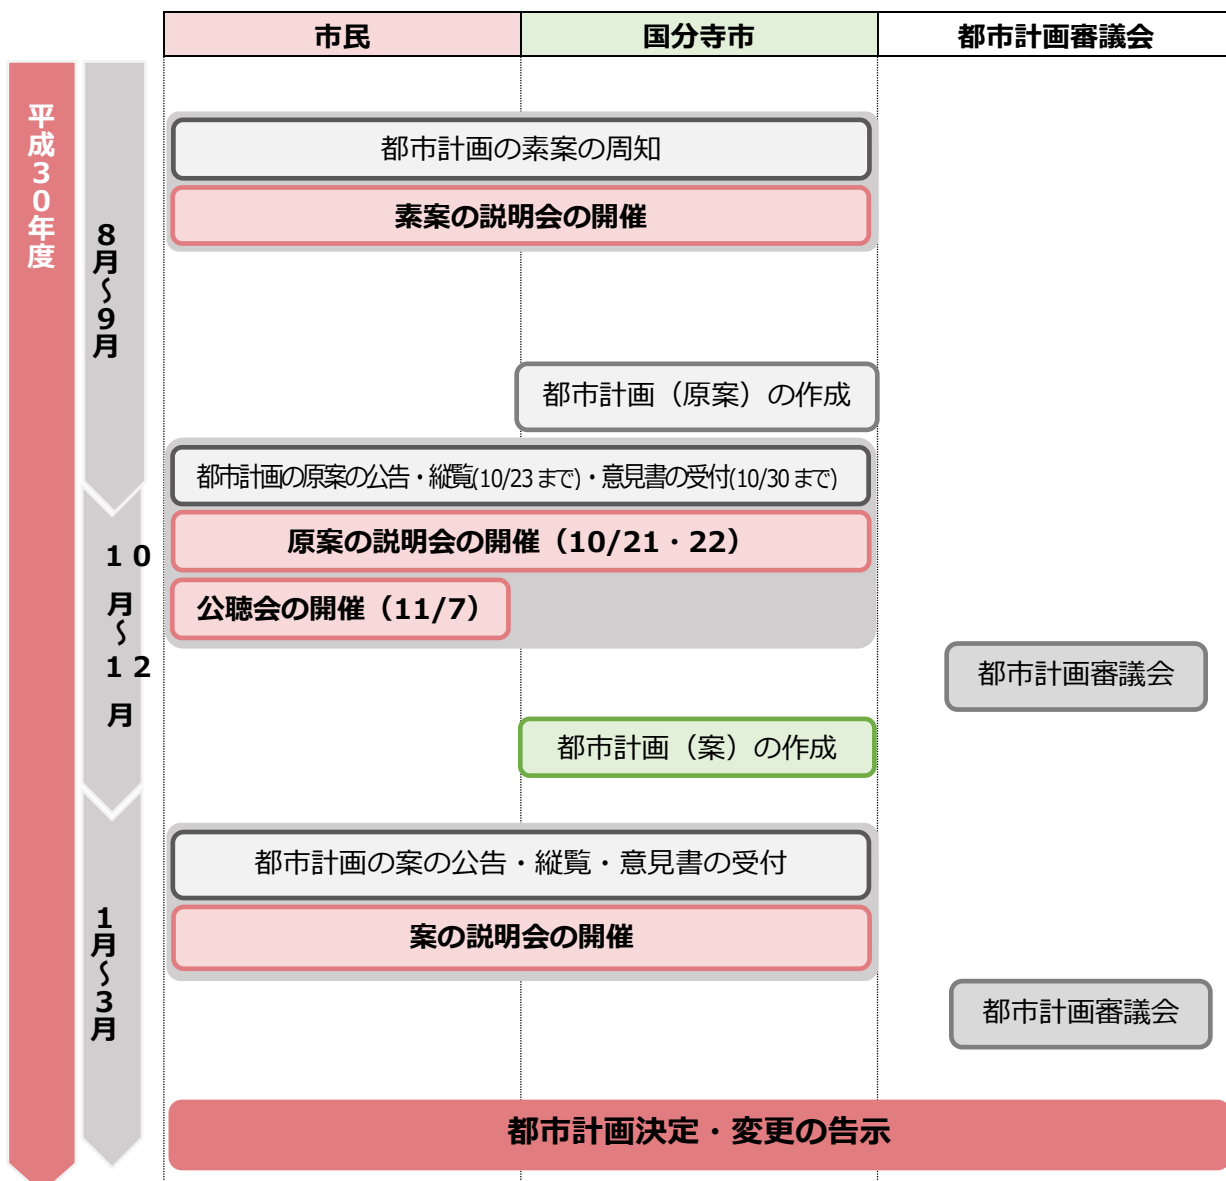 市民
国分寺市
都市計画審議会
平成30年度
8月～9月
都市計画の素案の周知
素案の説明会の開催
都市計画（原案）の作成
都市計画の原案の公告・縦覧(10/23まで)・意見書の受付(10/30まで)
10月～12月
原案の説明会の開催（10/21・22）
公聴会の開催（11/7）
都市計画審議会
都市計画（案）の作成
1月～3月
都市計画の案の公告・縦覧・意見書の受付
案の説明会の開催
都市計画審議会
都市計画決定・変更の告示